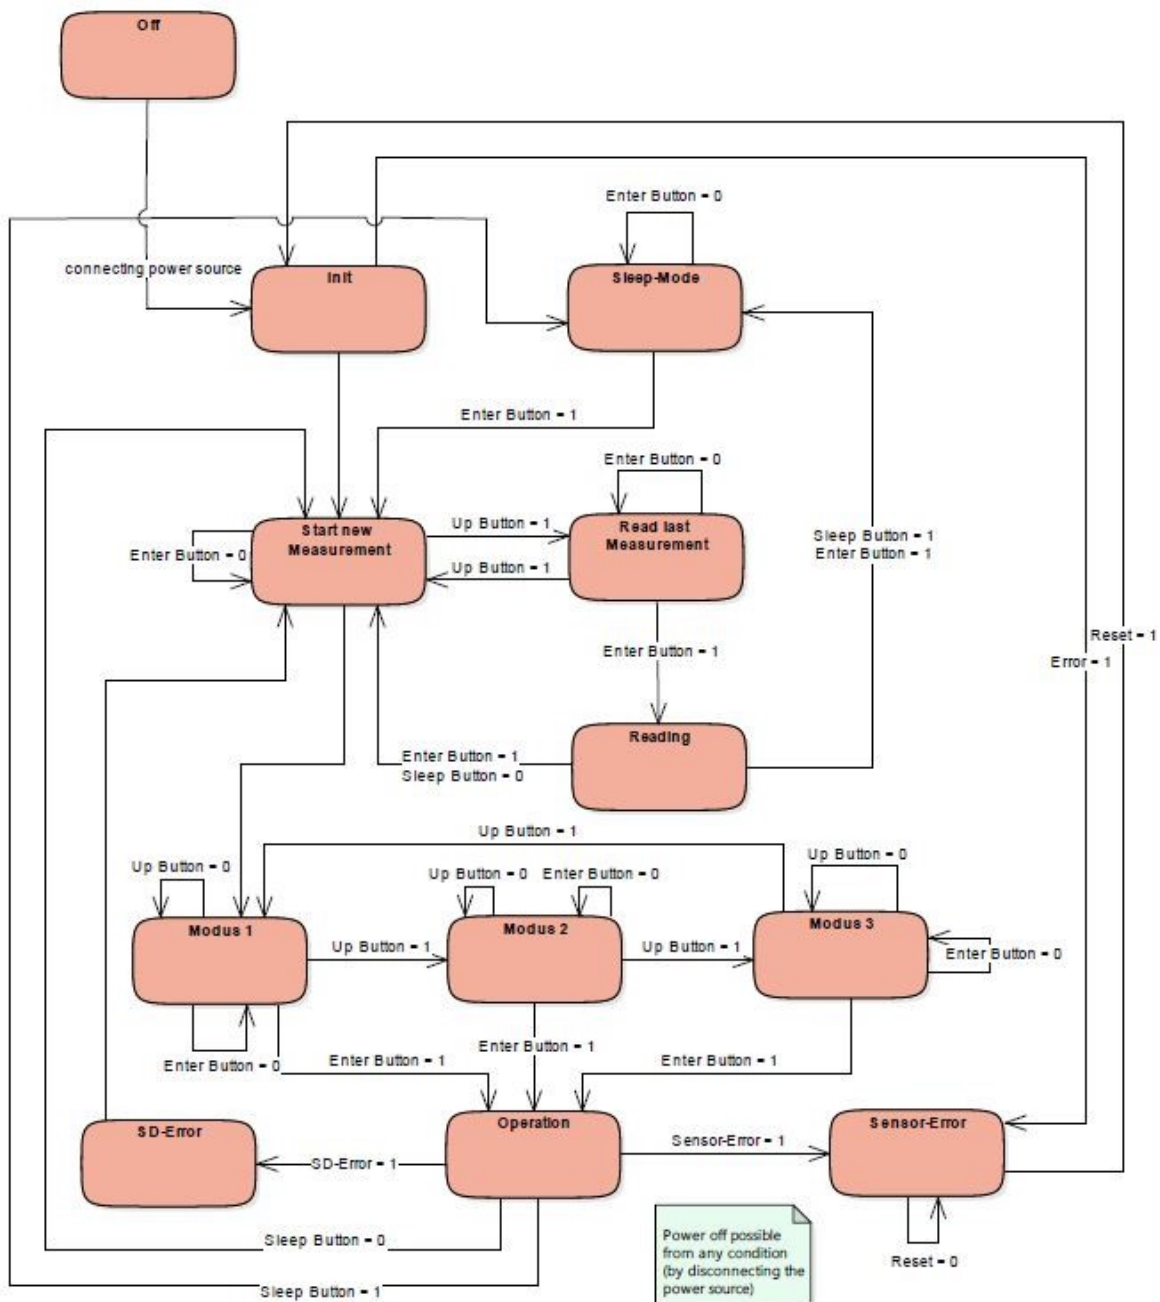 Off
Enter Button = 0
connecting power source
Init
Sleep-Mode
Enter Button = 1
Enter Button = 0
Start new
Measurement
Enter Button = 0
Up Button = 1
Up Button = 1
Read last
Measurement
Sleep Button = 1
Enter Button = 1
Reset = 1
Error = 1
Enter Button = 1
Reading
Enter Button = 1
Sleep Button = 0
Up Button = 1
Up Button = 0
Up Button = 0
Enter Button = 0
Up Button = 0
Modus 1
Modus 2
Modus 3
Up Button = 1
Up Button = 1
Enter Button = 0
Enter Button = 0
Enter Button = 1
Enter Button = 1
Enter Button = 1
SD-Error
Operation
Sensor-Error
Sensor-Error = 1
SD-Error = 1
Sleep Button = 0
Sleep Button = 1
Power off possible
from any condition
(by disconnecting the
power source)
Reset = 0